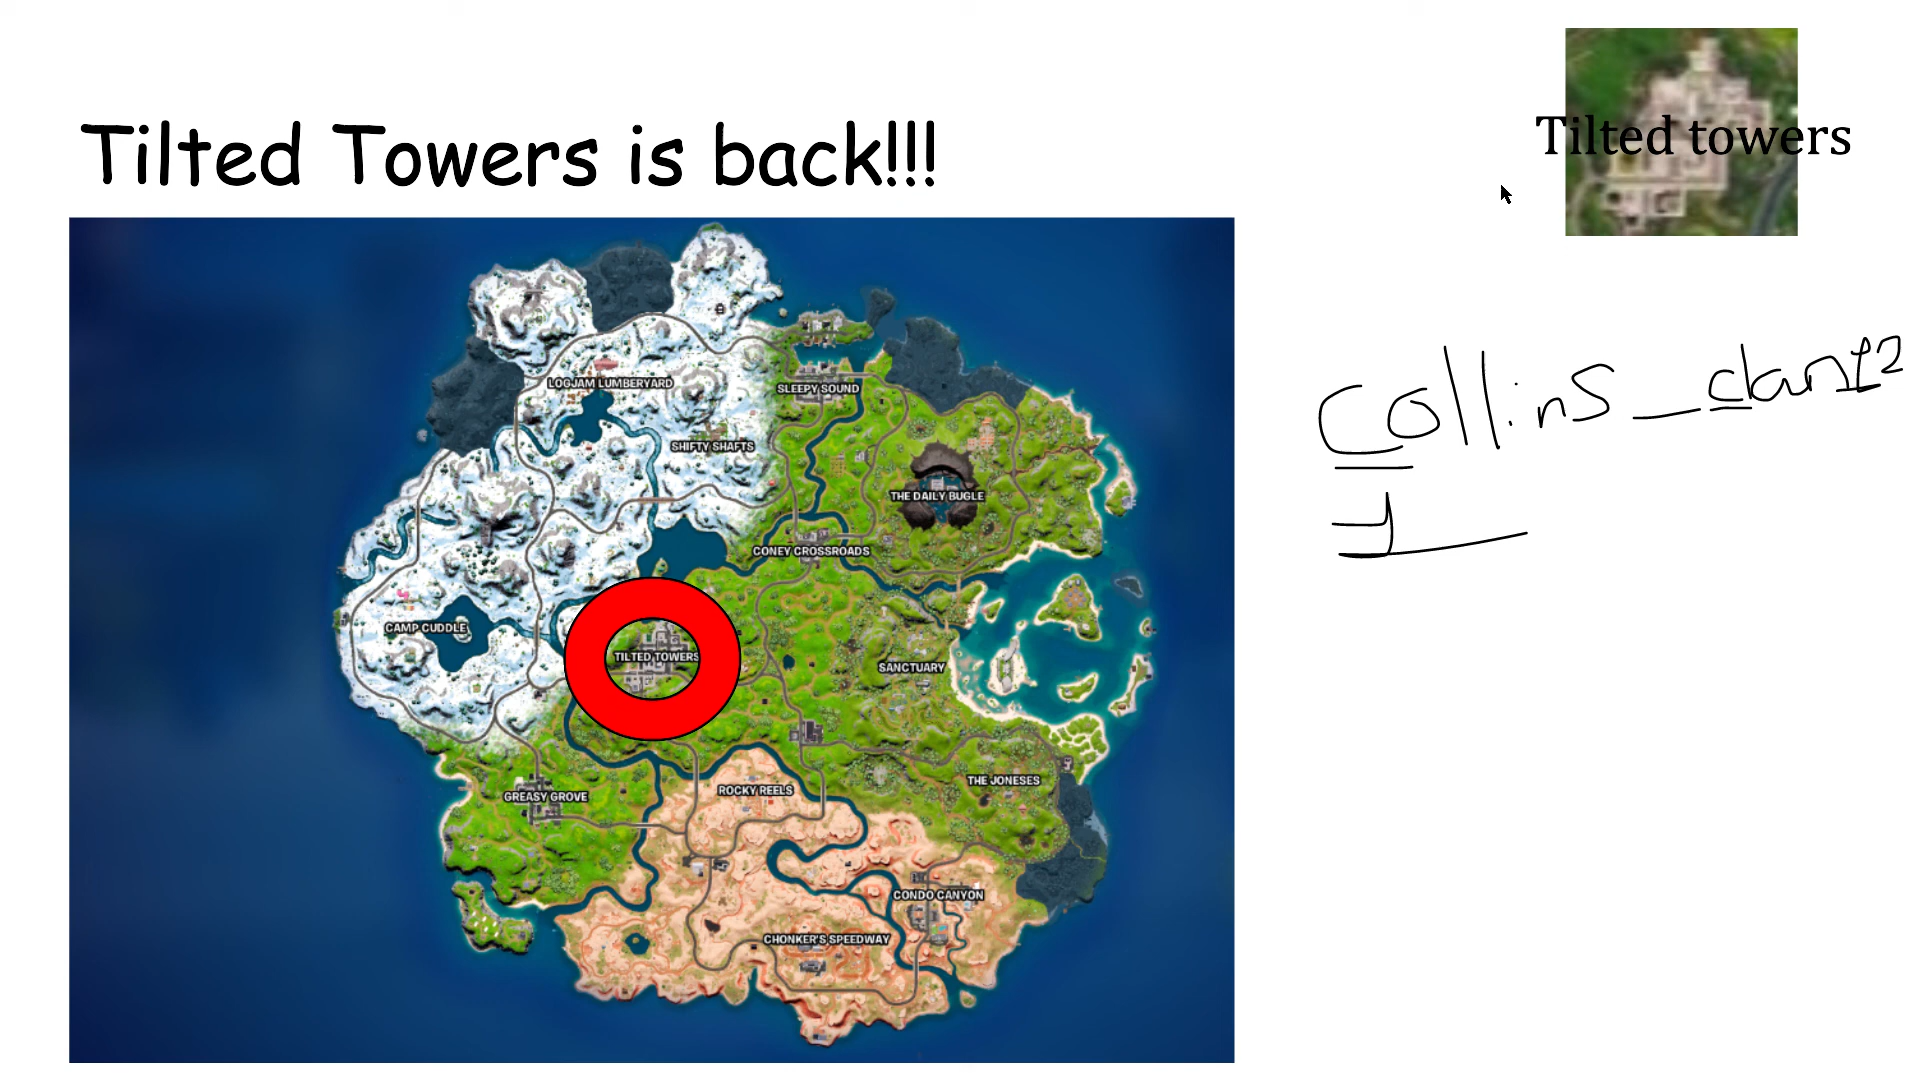 Tilted Towers is back!!!
Tilted towers
Collins_clan12
LOGJAM LUMBERYARD
SLEEPY SOUND
SHIFTY SHAFTS
THE DAILY BUGLE
CONEY CROSSROADS
CAMP CUDDLE
TILTED TOWERS
SANCTUARY
THE JONESES
ROCKY REELS
GREASY GROVE
CONDO CANYON
CHONKER'S SPEEDWAY